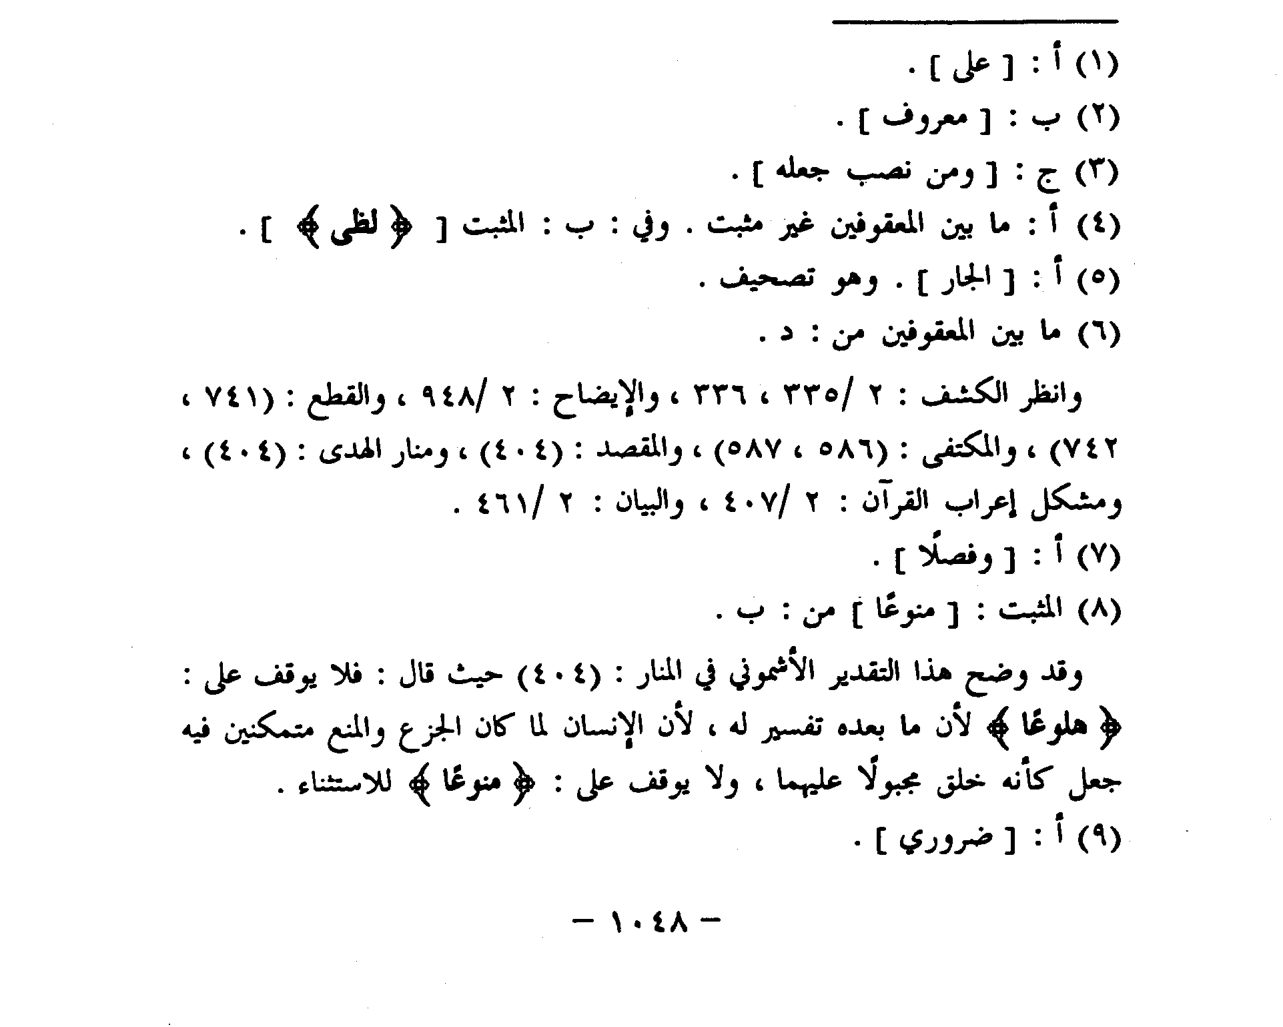 (١) أ : [ على ] .
(٢) ب : [ معروف ] .
(٣) ج : [ ومن نصب جعله ] .
(٤) أ : ما بين المعقوفين غير مثبت . وفي : ب : المثبت [ ﴿ لظى ﴾ ] .
(٥) أ : [ الجار ] . وهو تصحيف .
(٦) ما بين المعقوفين من : د .
وانظر الكشف : ٢ /٣٣٥ ، ٣٣٦ ، والإيضاح : ٢ /٩٤٨ ، والقطع : (٧٤١ ،
٧٤٢) ، والمكتفى : (٥٨٦ ، ٥٨٧) ، والمقصد : (٤٠٤) ، ومنار الهدى : (٤٠٤) ،
ومشكل إعراب القرآن : ٢ /٤٠٧ ، والبيان : ٢ /٤٦١ .
(٧) أ : [ وفصلًا ] .
(٨) المثبت : [ منوعًا ] من : ب .
وقد وضح هذا التقدير الأشموني في المنار : (٤٠٤) حيث قال : فلا يوقف على :
﴿ هلوعًا ﴾ لأن ما بعده تفسير له ، لأن الإنسان لما كان الجزع والمنع متمكنين فيه
جعل كأنه خلق مجبولًا عليهما ، ولا يوقف على : ﴿ منوعًا ﴾ للاستثناء .
(٩) أ : [ ضروري ] .
– ١٠٤٨ –